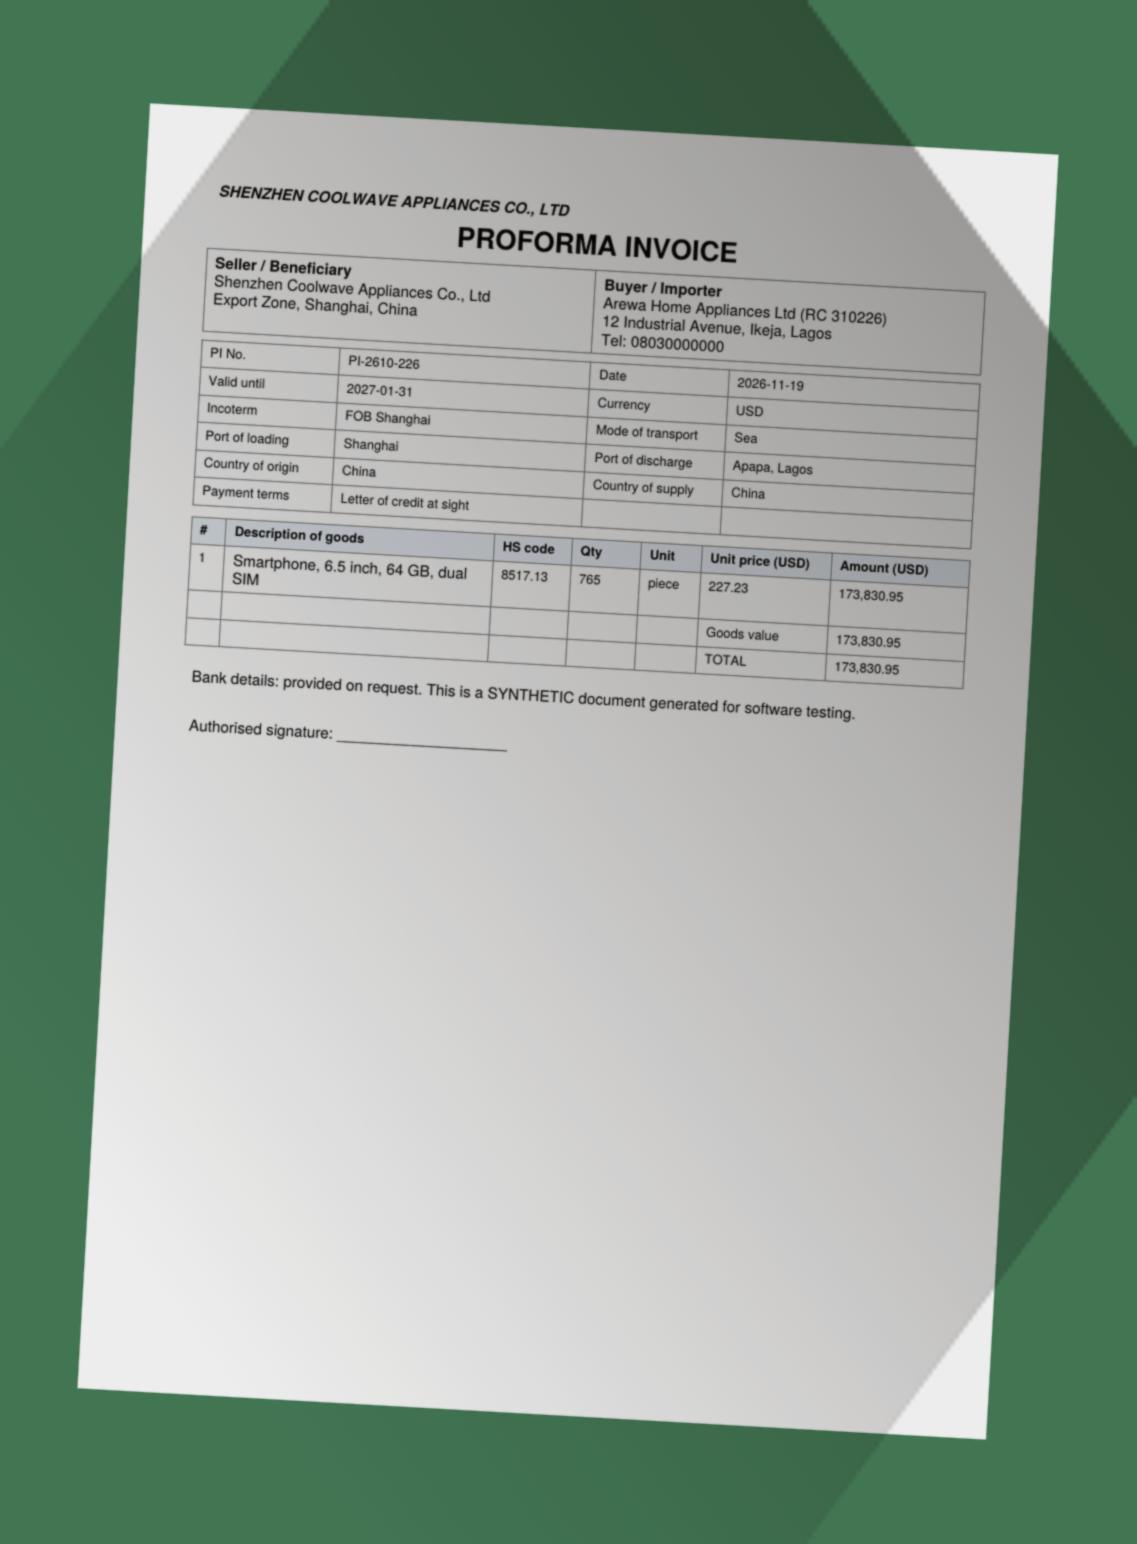 SHENZHEN COOLWAVE APPLIANCES CO., LTD
PROFORMA INVOICE
Seller / Beneficiary
Shenzhen Coolwave Appliances Co., Ltd
Export Zone, Shanghai, China
Buyer / Importer
Arewa Home Appliances Ltd (RC 310226)
12 Industrial Avenue, Ikeja, Lagos
Tel: 08030000000
PI No. PI-2610-226 Date 2026-11-19
Valid until 2027-01-31 Currency USD
Incoterm FOB Shanghai Mode of transport Sea
Port of loading Shanghai Port of discharge Apapa, Lagos
Country of origin China Country of supply China
Payment terms Letter of credit at sight
# Description of goods HS code Qty Unit Unit price (USD) Amount (USD)
1 Smartphone, 6.5 inch, 64 GB, dual 8517.13 765 piece 227.23 173,830.95
SIM
Goods value 173,830.95
TOTAL 173,830.95
Bank details: provided on request. This is a SYNTHETIC document generated for software testing.
Authorised signature: ____________________